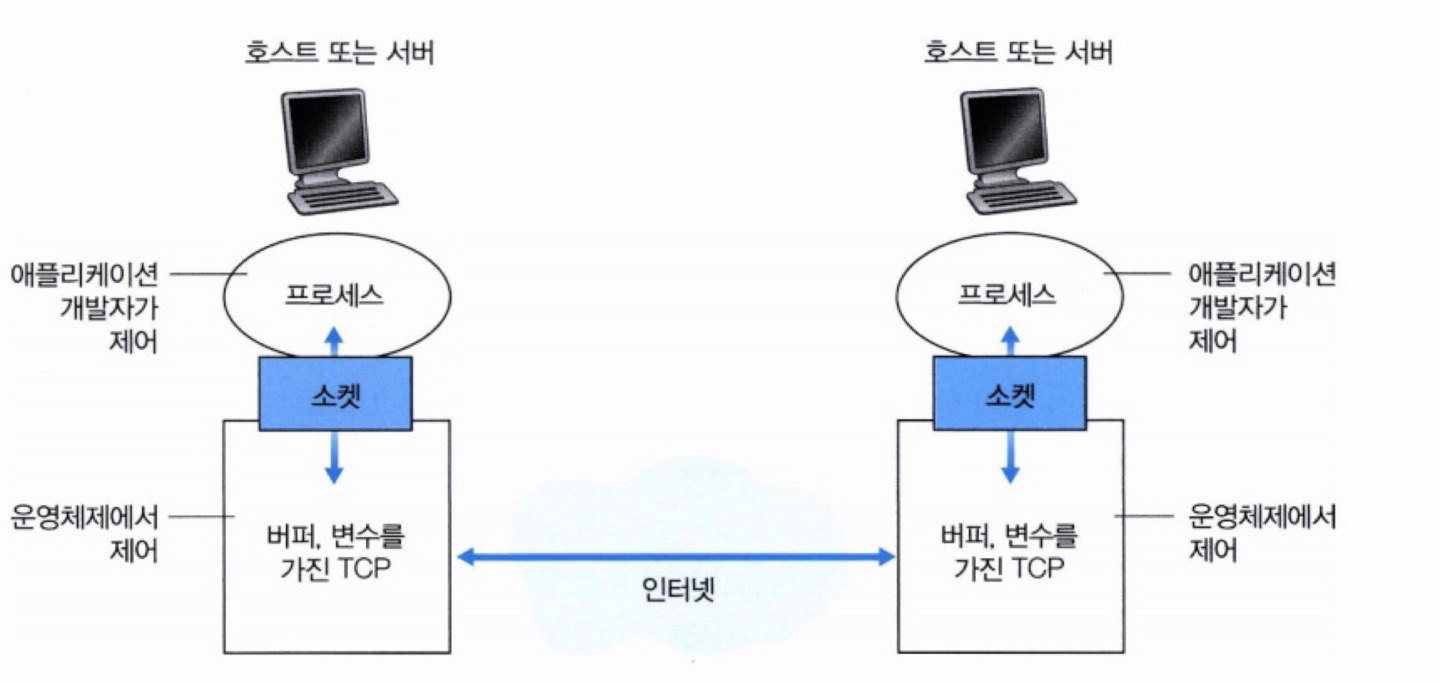 호스트 또는 서버
호스트 또는 서버
애플리케이션
개발자가
제어
프로세스
프로세스
애플리케이션
개발자가
제어
소켓
소켓
운영체제에서
제어
버퍼, 변수를
가진 TCP
인터넷
버퍼, 변수를
가진 TCP
운영체제에서
제어